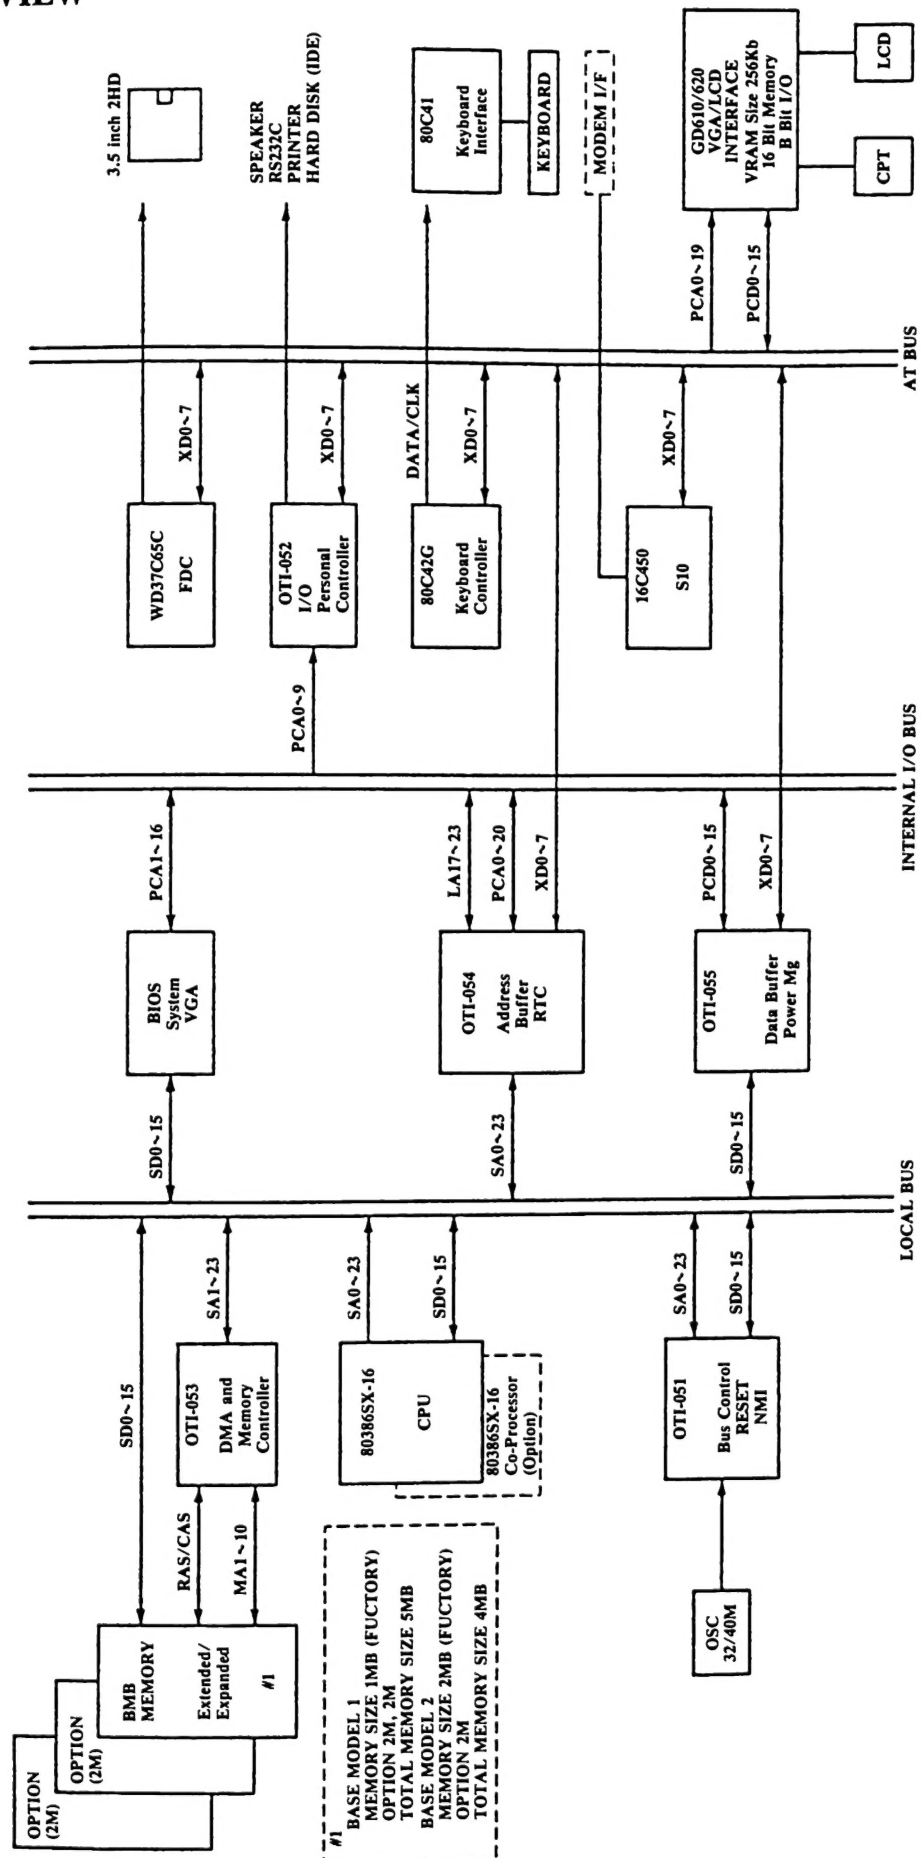 VIEW
OPTION
(2M)
OPTION
(2M)
BMB
MEMORY
Extended/
Expanded
#1
SD0~15
RAS/CAS
MA1~10
OTI-053
DMA and
Memory
Controller
SA1~23
#1
BASE MODEL 1
MEMORY SIZE 1MB (FUCTORY)
OPTION 2M, 2M
TOTAL MEMORY SIZE 5MB
BASE MODEL 2
MEMORY SIZE 2MB (FUCTORY)
OPTION 2M
TOTAL MEMORY SIZE 4MB
80386SX-16
CPU
80386SX-16
Co-Processor
(Option)
SA0~23
SD0~15
OSC
32/40M
OTI-051
Bus Control
RESET
NMI
SA0~23
SD0~15
LOCAL BUS
SD0~15
BIOS
System
VGA
PCA1~16
SA0~23
OTI-054
Address
Buffer
RTC
LA17~23
PCA0~20
XD0~7
SD0~15
OTI-055
Data Buffer
Power Mg
PCD0~15
XD0~7
INTERNAL I/O BUS
PCA0~9
WD37C65C
FDC
XD0~7
OTI-052
I/O
Personal
Controller
XD0~7
80C42G
Keyboard
Controller
DATA/CLK
XD0~7
16C450
S10
XD0~7
AT BUS
3.5 inch 2HD
SPEAKER
RS232C
PRINTER
HARD DISK (IDE)
80C41
Keyboard
Interface
KEYBOARD
MODEM I/F
PCA0~19
PCD0~15
GD610/620
VGA/LCD
INTERFACE
VRAM Size 256Kb
16 Bit Memory
B Bit I/O
CPT
LCD